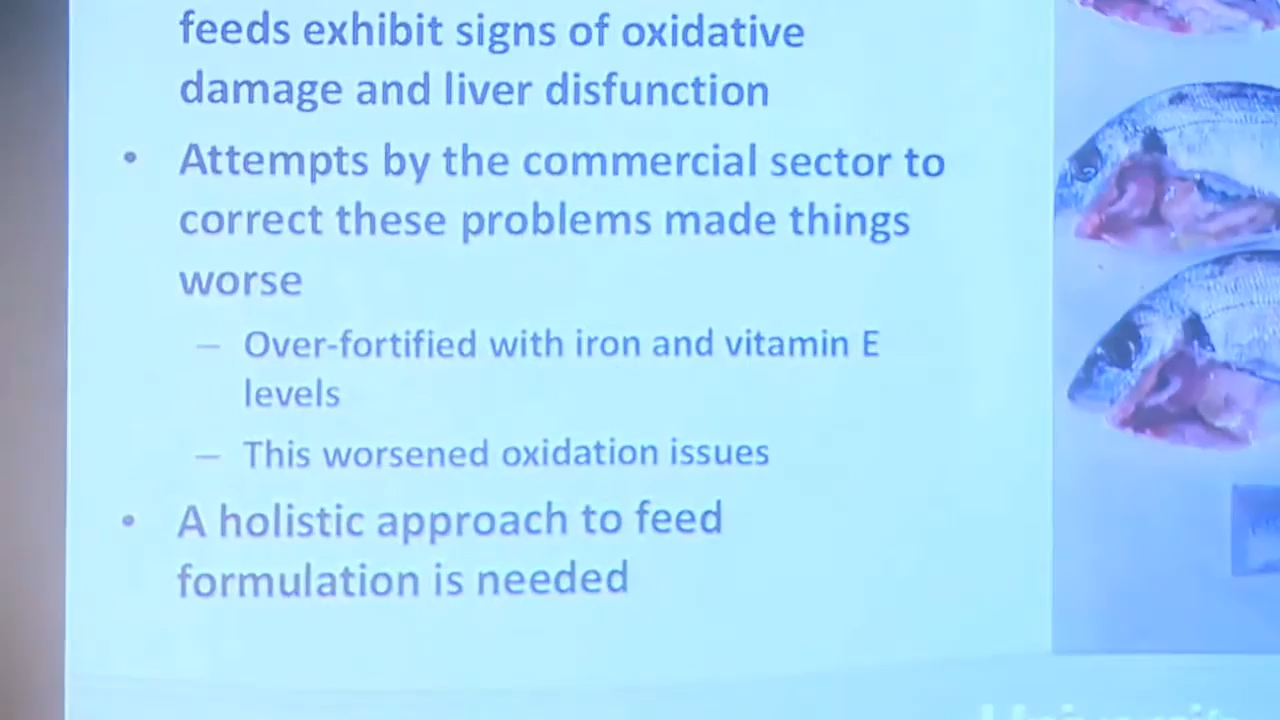 feeds exhibit signs of oxidative
damage and liver disfunction
• Attempts by the commercial sector to
correct these problems made things
worse
– Over-fortified with iron and vitamin E
levels
– This worsened oxidation issues
• A holistic approach to feed
formulation is needed